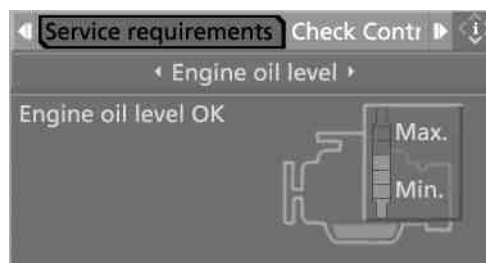 Service requirements Check Contr
Engine oil level
Engine oil level OK
Max.
Min.